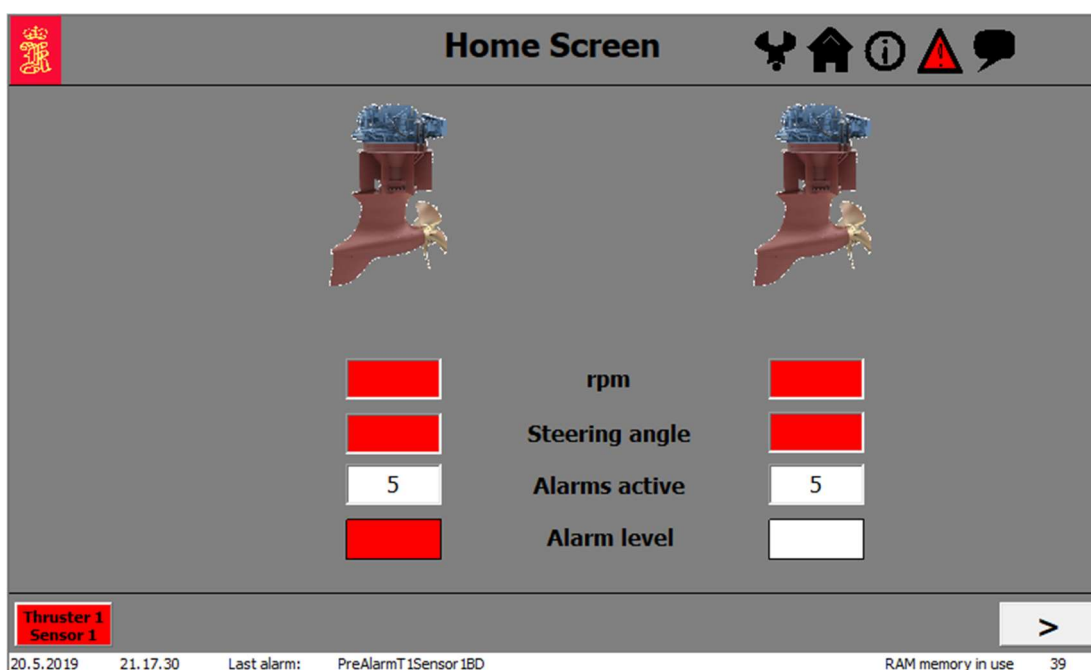 Home Screen
rpm
Steering angle
5 Alarms active 5
Alarm level
Thruster 1
Sensor 1
>
20.5.2019 21.17.30 Last alarm: PreAlarmT1Sensor1BD RAM memory in use 39